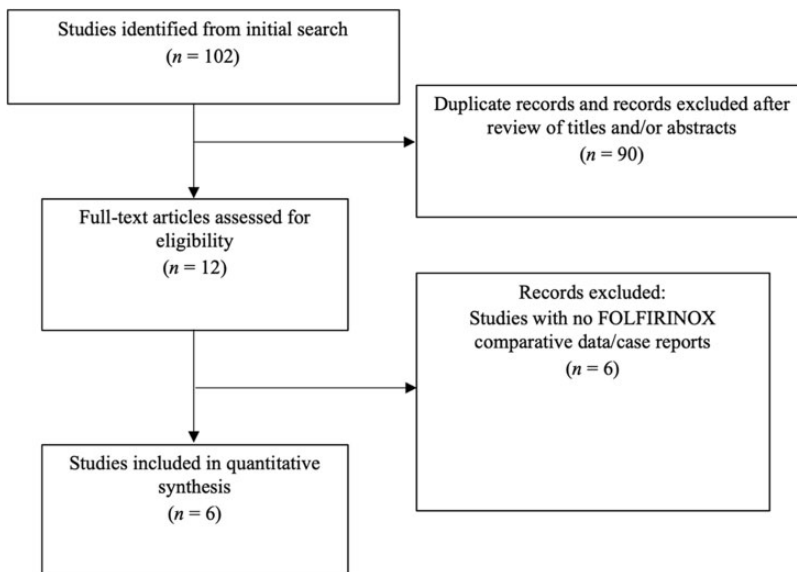 Studies identified from initial search
(n = 102)
Duplicate records and records excluded after
review of titles and/or abstracts
(n = 90)
Full-text articles assessed for
eligibility
(n = 12)
Records excluded:
Studies with no FOLFIRINOX
comparative data/case reports
(n = 6)
Studies included in quantitative
synthesis
(n = 6)